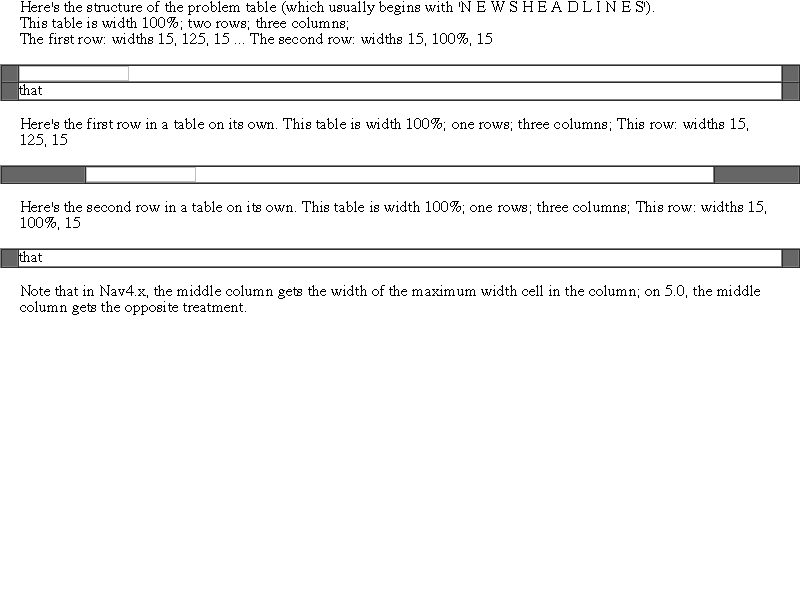 Here's the structure of the problem table (which usually begins with 'N E W S H E A D L I N E S').
This table is width 100%; two rows; three columns;
The first row: widths 15, 125, 15 ... The second row: widths 15, 100%, 15
that
Here's the first row in a table on its own. This table is width 100%; one rows; three columns; This row: widths 15,
125, 15
Here's the second row in a table on its own. This table is width 100%; one rows; three columns; This row: widths 15,
100%, 15
that
Note that in Nav4.x, the middle column gets the width of the maximum width cell in the column; on 5.0, the middle
column gets the opposite treatment.